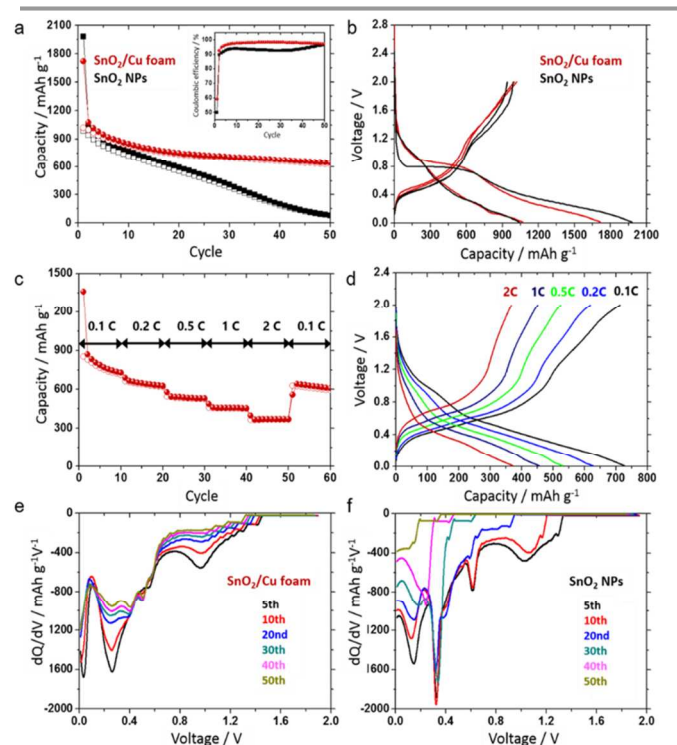 a
2100
1800
1500
1200
900
600
300
0
0 10 20 30 40 50
Capacity / mAh g⁻¹
Cycle
SnO₂/Cu foam
SnO₂ NPs
Coulombic efficiency / %
Cycle
b
2.8
2.4
2.0
1.6
1.2
0.8
0.4
0.0
0 300 600 900 1200 1500 1800 2100
Voltage / V
Capacity / mAh g⁻¹
SnO₂/Cu foam
SnO₂ NPs
c
1500
1200
900
600
300
0
0 10 20 30 40 50 60
Capacity / mAh g⁻¹
Cycle
0.1 C 0.2 C 0.5 C 1 C 2 C 0.1 C
d
2.4
2.0
1.6
1.2
0.8
0.4
0.0
0 100 200 300 400 500 600 700 800
Voltage / V
Capacity / mAh g⁻¹
2C 1C 0.5C 0.2C 0.1C
e
0
-400
-800
-1200
-1600
-2000
0.0 0.4 0.8 1.2 1.6 2.0
dQ/dV / mAh g⁻¹V⁻¹
Voltage / V
SnO₂/Cu foam
5th
10th
20nd
30th
40th
50th
f
0
-400
-800
-1200
-1600
-2000
0.0 0.4 0.8 1.2 1.6 2.0
dQ/dV / mAh g⁻¹V⁻¹
Voltage / V
SnO₂ NPs
5th
10th
20nd
30th
40th
50th